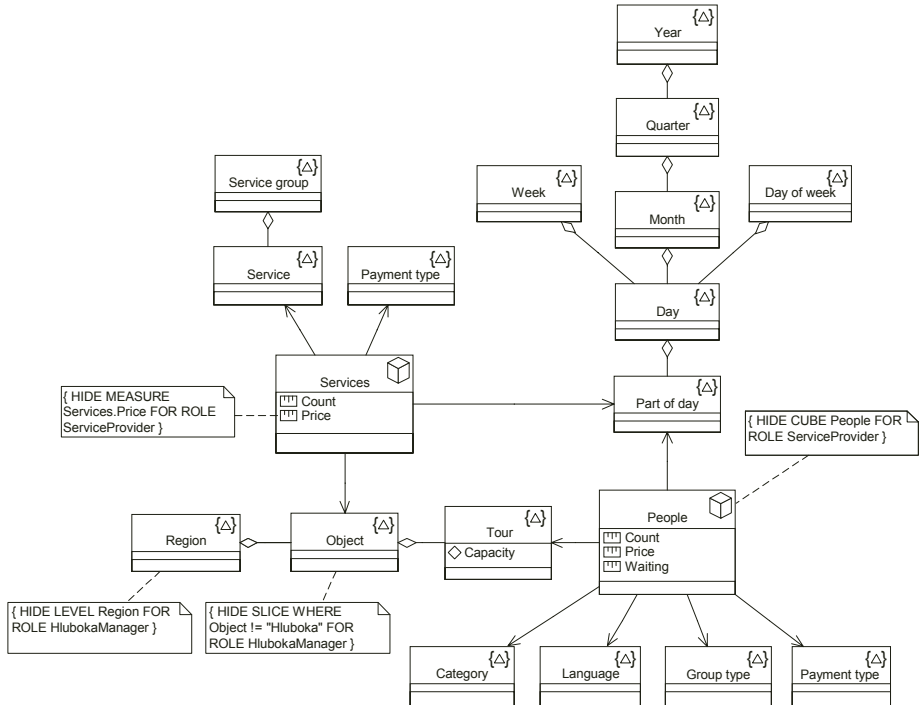 {Δ}
Year
{Δ}
Quarter
{Δ}
Service group
{Δ}
Week
{Δ}
Month
{Δ}
Day of week
{Δ}
Service
{Δ}
Payment type
{Δ}
Day
Services
Count
Price
{Δ}
Part of day
{ HIDE MEASURE
Services.Price FOR ROLE
ServiceProvider }
{ HIDE CUBE People FOR
ROLE ServiceProvider }
{Δ}
Region
{Δ}
Object
{Δ}
Tour
Capacity
People
Count
Price
Waiting
{ HIDE LEVEL Region FOR
ROLE HlubokaManager }
{ HIDE SLICE WHERE
Object != "Hluboka" FOR
ROLE HlubokaManager }
{Δ}
Category
{Δ}
Language
{Δ}
Group type
{Δ}
Payment type